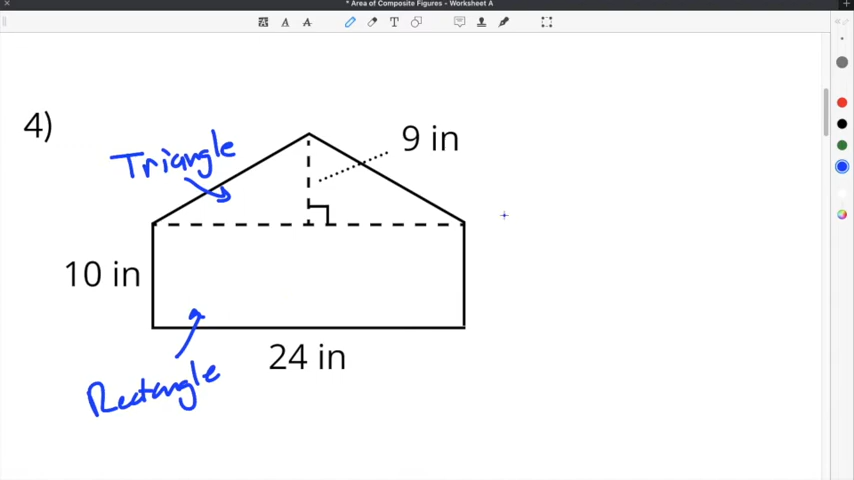 * Area of Composite Figures - Worksheet A
4)
Triangle
9 in
10 in
24 in
Rectangle